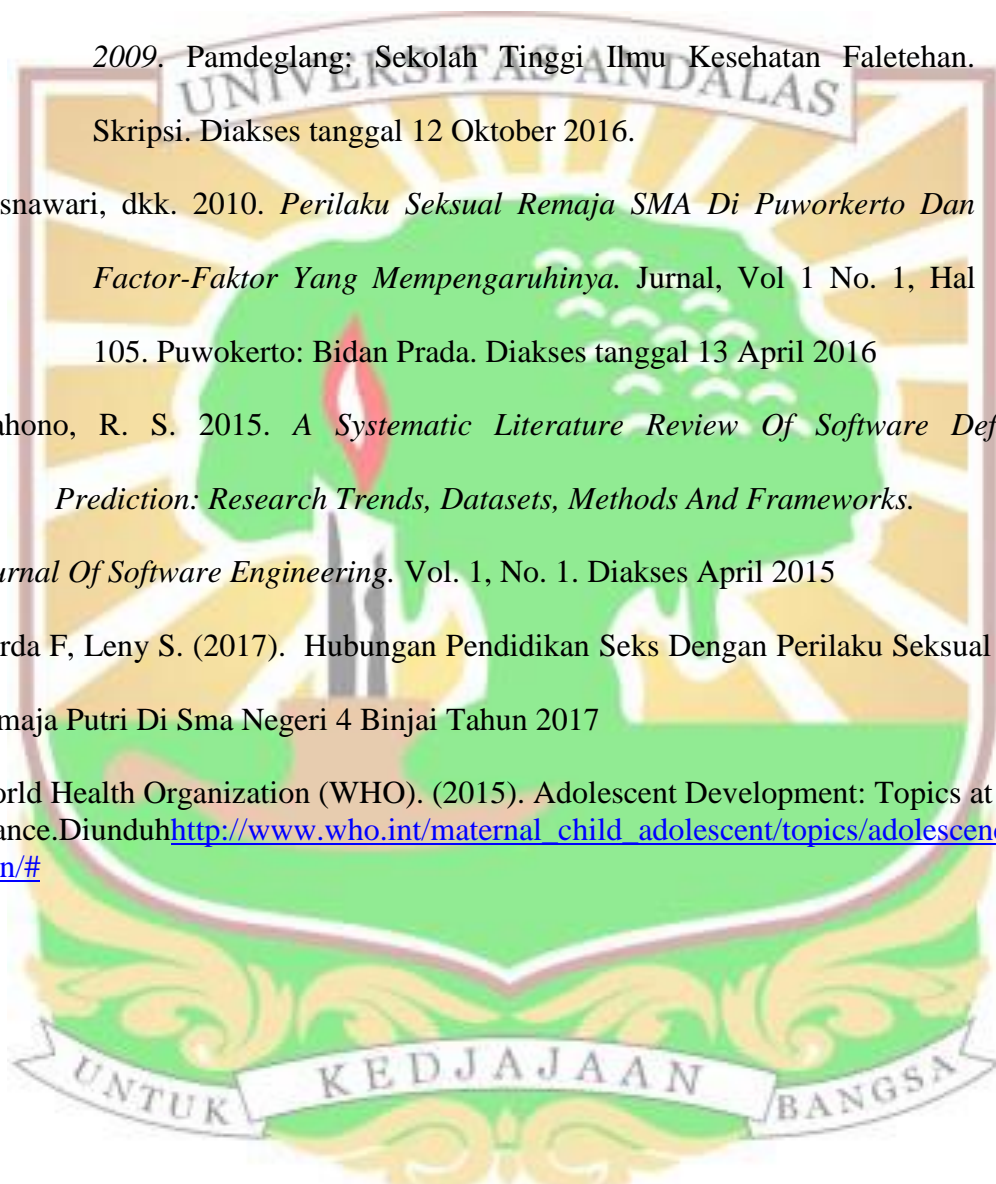 2009. Pamdeglang: Sekolah Tinggi Ilmu Kesehatan Faletehan.
UNIVERSITAS ANDALAS
Skripsi. Diakses tanggal 12 Oktober 2016.
snawari, dkk. 2010. Perilaku Seksual Remaja SMA Di Puworkerto Dan
Factor-Faktor Yang Mempengaruhinya. Jurnal, Vol 1 No. 1, Hal
105. Puwokerto: Bidan Prada. Diakses tanggal 13 April 2016
ahono, R. S. 2015. A Systematic Literature Review Of Software Def
Prediction: Research Trends, Datasets, Methods And Frameworks.
urnal Of Software Engineering. Vol. 1, No. 1. Diakses April 2015
rda F, Leny S. (2017). Hubungan Pendidikan Seks Dengan Perilaku Seksual
maja Putri Di Sma Negeri 4 Binjai Tahun 2017
orld Health Organization (WHO). (2015). Adolescent Development: Topics at
ance.Diunduhhttp://www.who.int/maternal_child_adolescent/topics/adolescenc
n/#
UNTUK KEDJAJAAN BANGSA